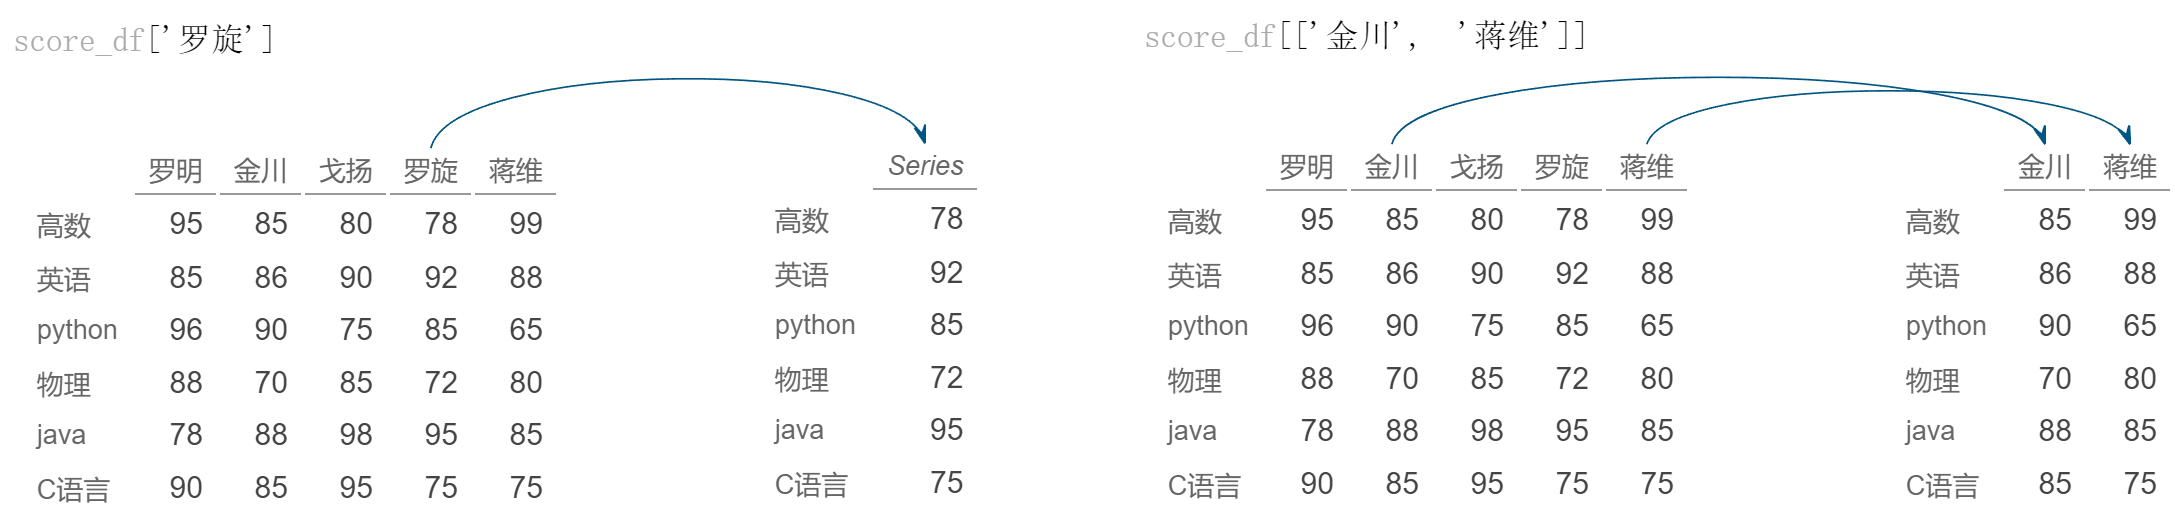 score_df['罗旋']
罗明 金川 戈扬 罗旋 蒋维
高数 95 85 80 78 99
英语 85 86 90 92 88
python 96 90 75 85 65
物理 88 70 85 72 80
java 78 88 98 95 85
C语言 90 85 95 75 75
Series
高数 78
英语 92
python 85
物理 72
java 95
C语言 75
score_df[['金川', '蒋维']]
罗明 金川 戈扬 罗旋 蒋维
高数 95 85 80 78 99
英语 85 86 90 92 88
python 96 90 75 85 65
物理 88 70 85 72 80
java 78 88 98 95 85
C语言 90 85 95 75 75
金川 蒋维
高数 85 99
英语 86 88
python 90 65
物理 70 80
java 88 85
C语言 85 75